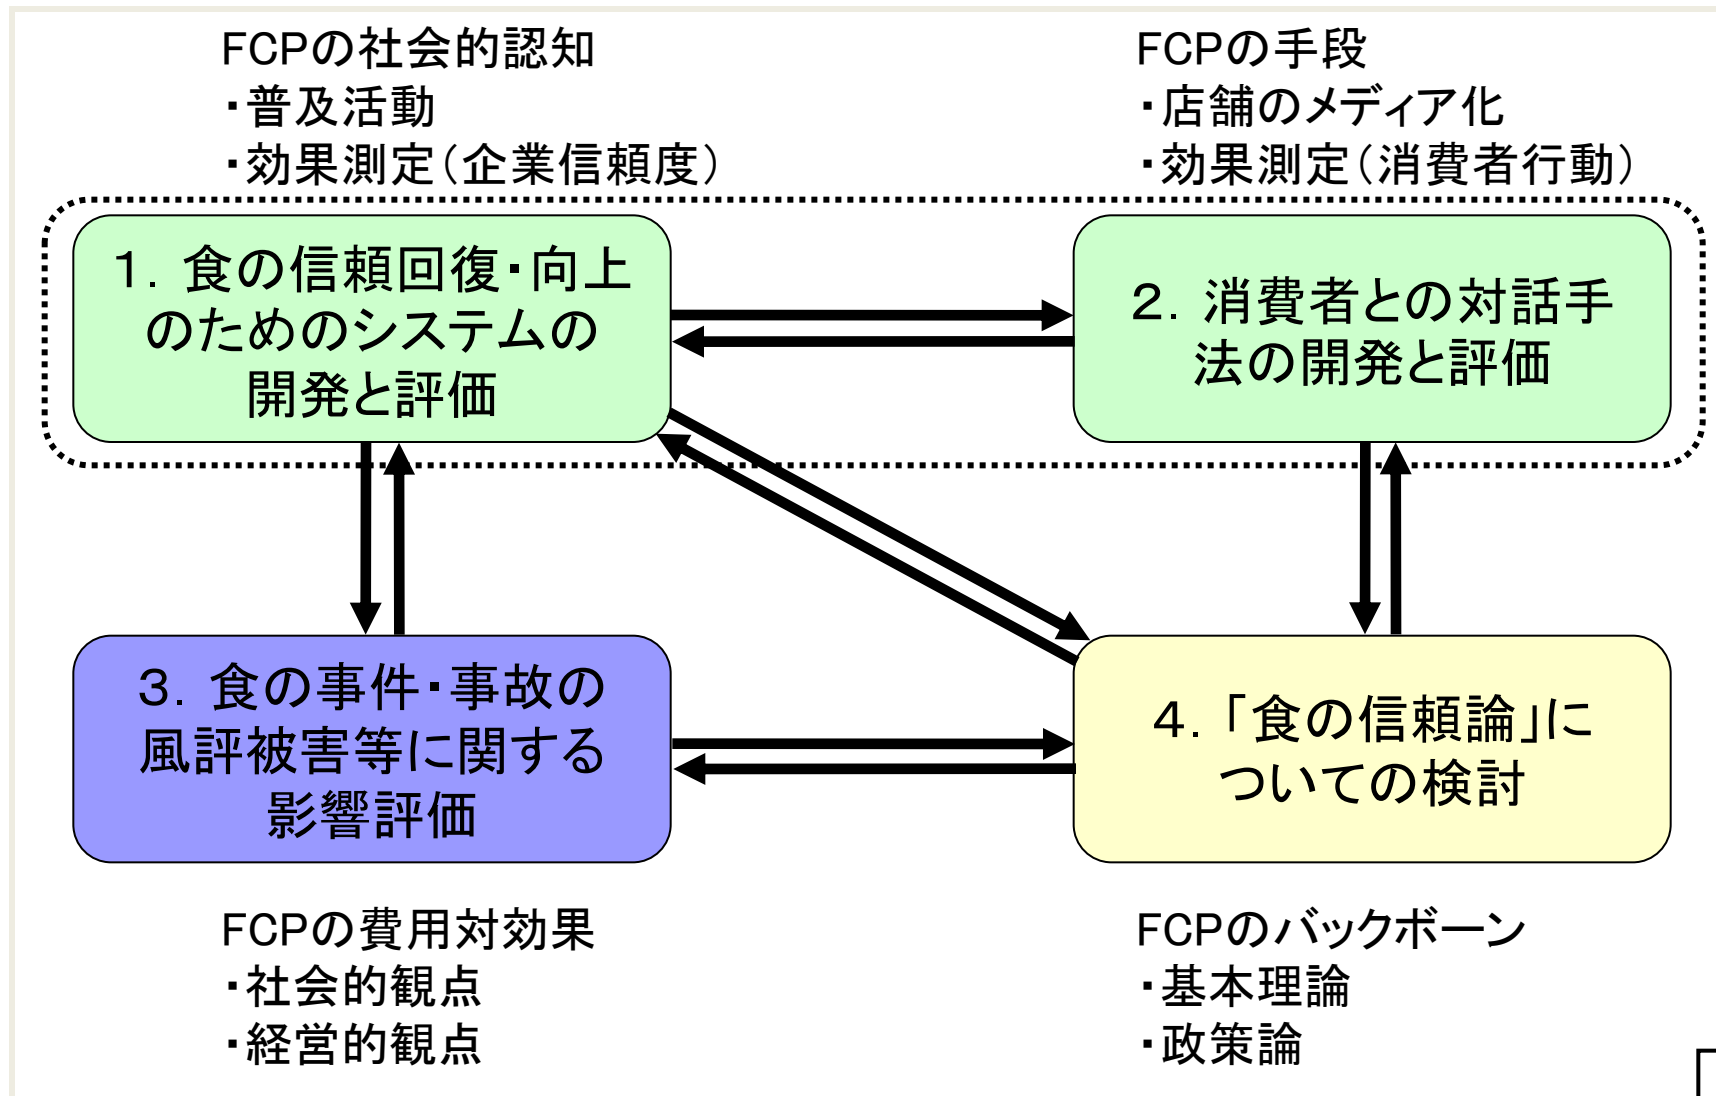 FCPの社会的認知
・普及活動
・効果測定（企業信頼度）
FCPの手段
・店舗のメディア化
・効果測定（消費者行動）
１．食の信頼回復・向上
のためのシステムの
開発と評価
２．消費者との対話手
法の開発と評価
３．食の事件・事故の
風評被害等に関する
影響評価
４．「食の信頼論」に
ついての検討
FCPの費用対効果
・社会的観点
・経営的観点
FCPのバックボーン
・基本理論
・政策論